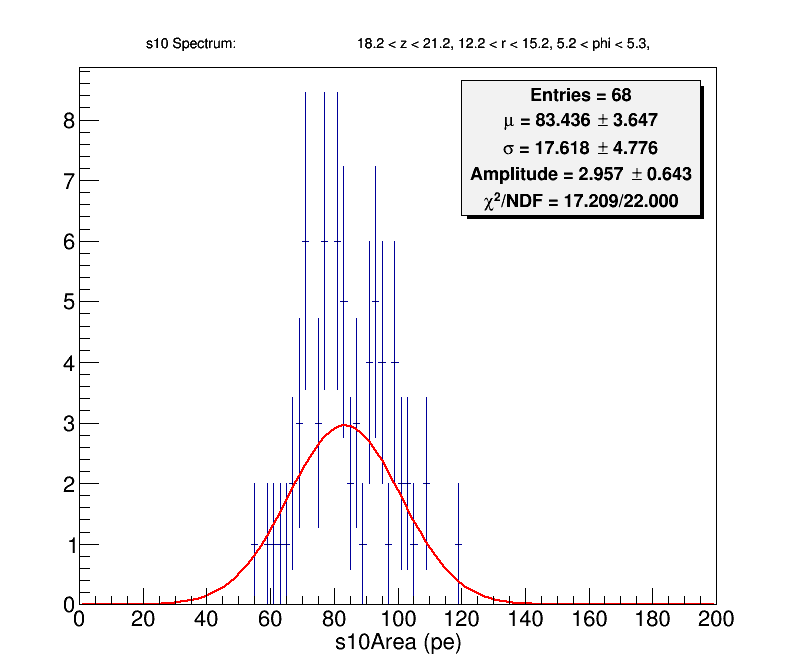 s10 Spectrum: 18.2 < z < 21.2, 12.2 < r < 15.2, 5.2 < phi < 5.3,
Entries = 68
μ = 83.436 ± 3.647
σ = 17.618 ± 4.776
Amplitude = 2.957 ± 0.643
χ²/NDF = 17.209/22.000
8
7
6
5
4
3
2
1
0
0 20 40 60 80 100 120 140 160 180 200
s10Area (pe)